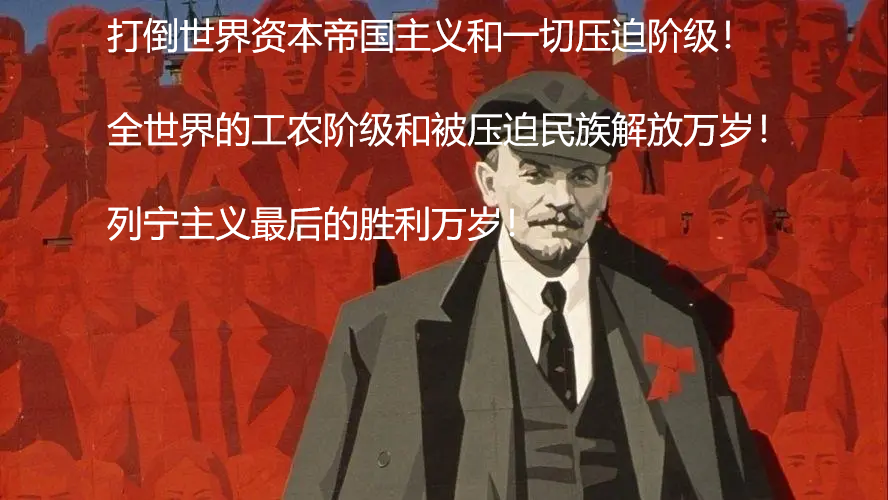 打倒世界资本帝国主义和一切压迫阶级！
全世界的工农阶级和被压迫民族解放万岁！
列宁主义最后的胜利万岁！